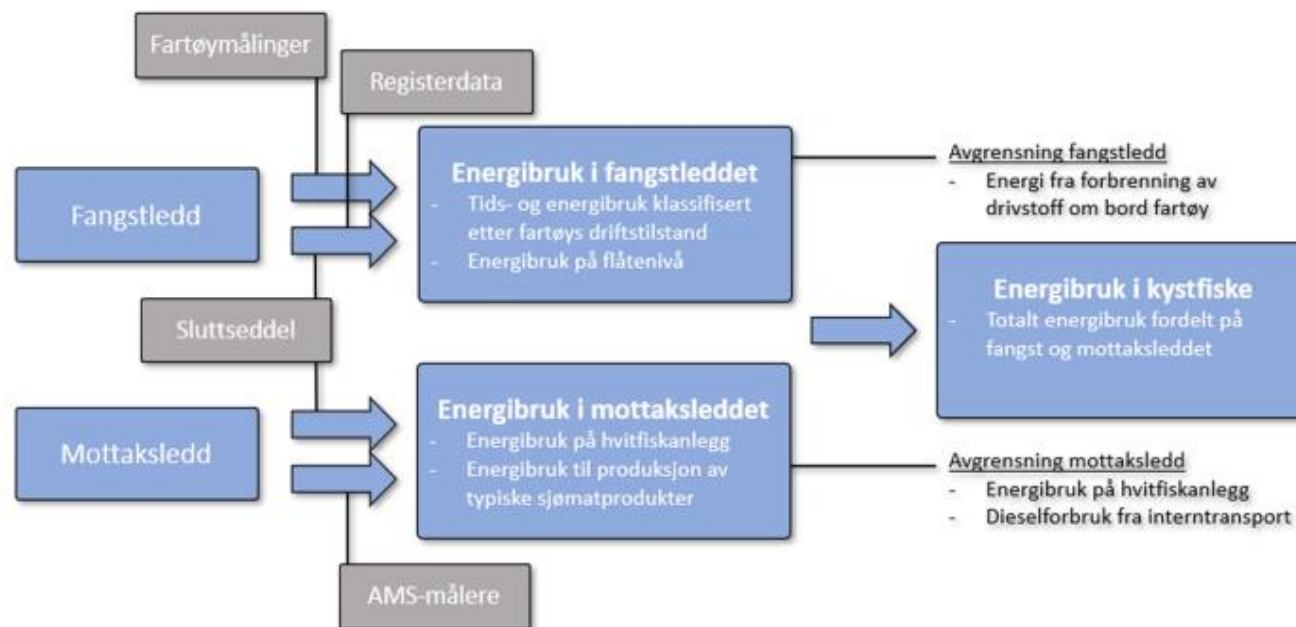 Fartøymålinger
Registerdata
Fangstledd
Energibruk i fangstleddet
- Tids- og energibruk klassifisert
etter fartøys driftstilstand
- Energibruk på flåtenivå
Avgrensning fangstledd
- Energi fra forbrenning av
drivstoff om bord fartøy
Sluttseddel
Energibruk i kystfiske
- Totalt energibruk fordelt på
fangst og mottaksleddet
Mottaksledd
Energibruk i mottaksleddet
- Energibruk på hvitfiskanlegg
- Energibruk til produksjon av
typiske sjømatprodukter
Avgrensning mottaksledd
- Energibruk på hvitfiskanlegg
- Dieselforbruk fra interntransport
AMS-målere